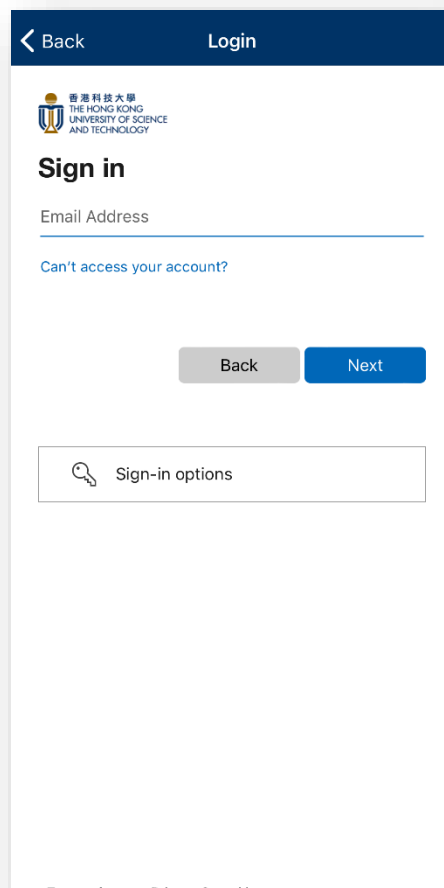 Back
Login
香港科技大學
THE HONG KONG
UNIVERSITY OF SCIENCE
AND TECHNOLOGY
Sign in
Email Address
Can't access your account?
Back
Next
Sign-in options